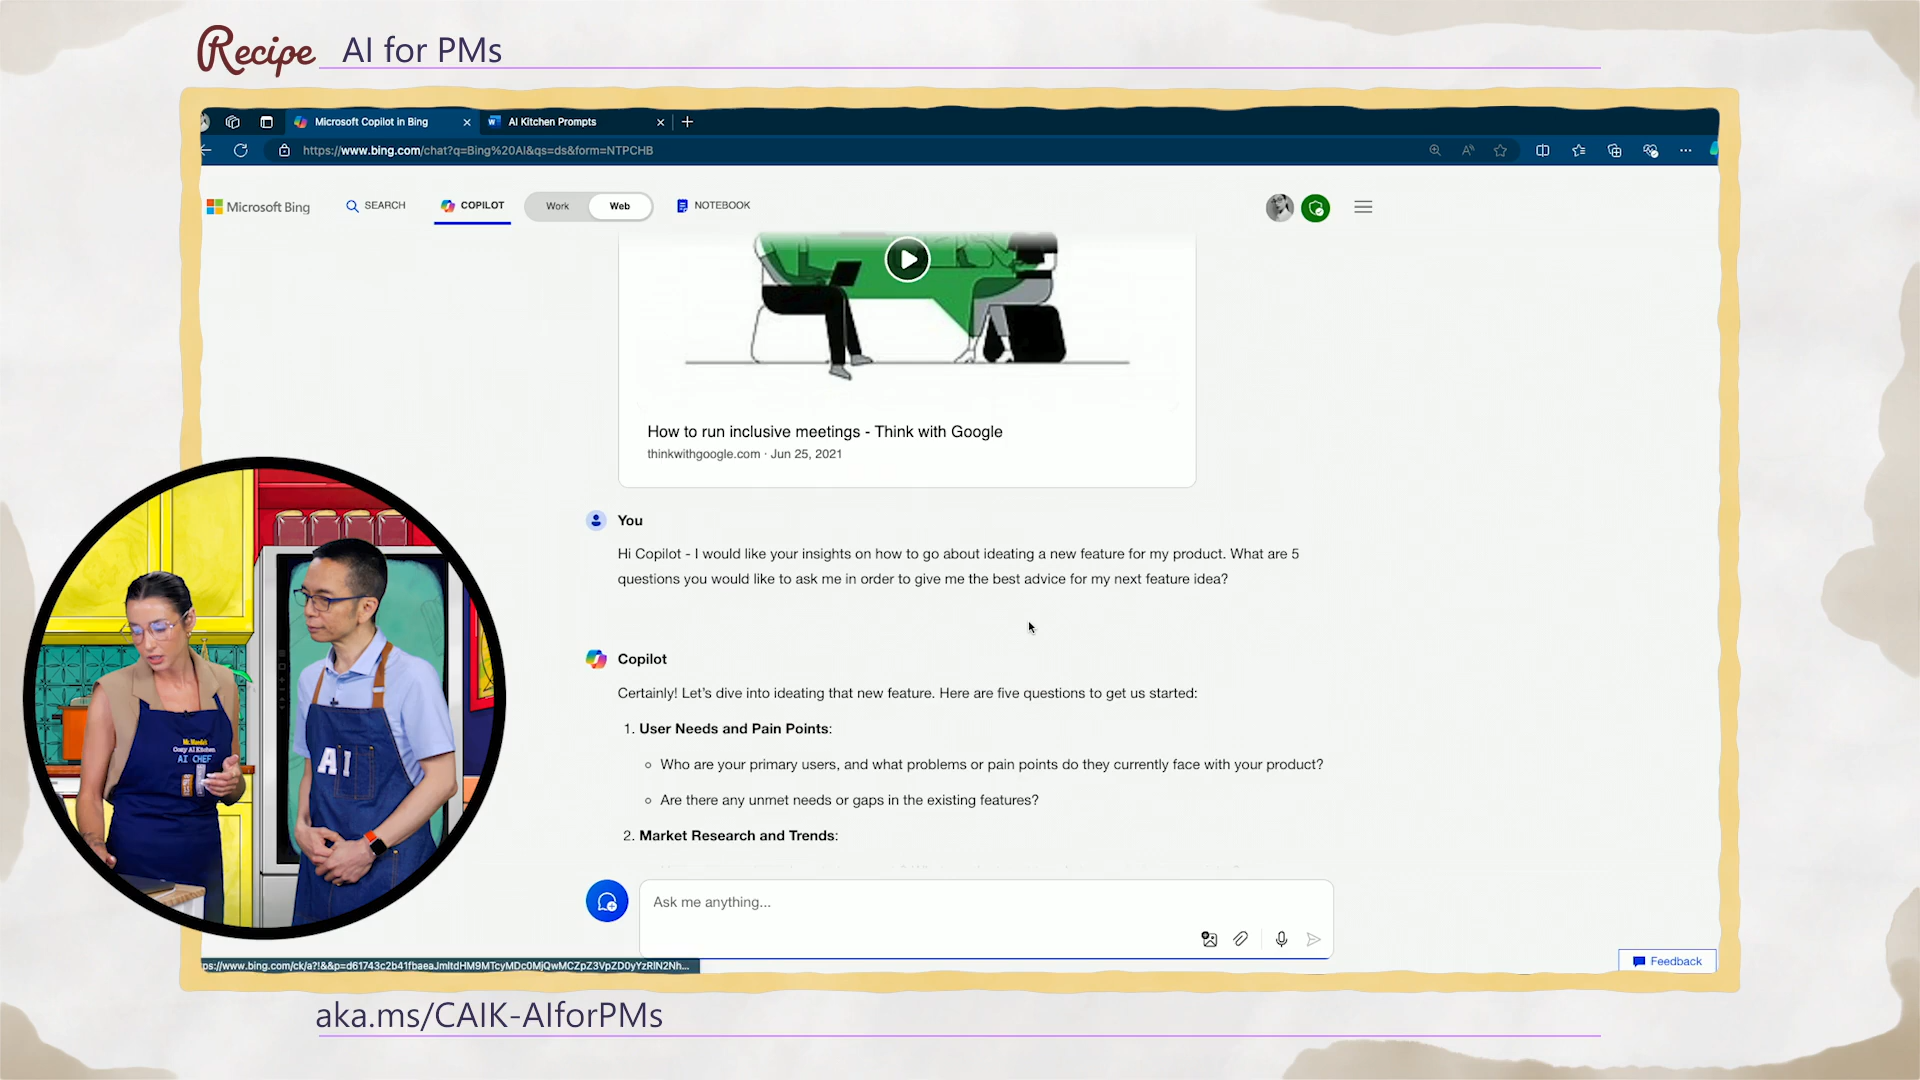 Recipe AI for PMs
Microsoft Copilot in Bing
AI Kitchen Prompts
https://www.bing.com/chat?q=Bing%20AI&qs=ds&form=NTPCHB
Microsoft Bing
SEARCH
COPILOT
Work
Web
NOTEBOOK
How to run inclusive meetings - Think with Google
thinkwithgoogle.com · Jun 25, 2021
You
Hi Copilot - I would like your insights on how to go about ideating a new feature for my product. What are 5
questions you would like to ask me in order to give me the best advice for my next feature idea?
Copilot
Certainly! Let's dive into ideating that new feature. Here are five questions to get us started:
1. User Needs and Pain Points:
Who are your primary users, and what problems or pain points do they currently face with your product?
Are there any unmet needs or gaps in the existing features?
2. Market Research and Trends:
Ask me anything...
Feedback
Mr. Maeda's
Cozy AI Kitchen
AI CHEF
AI
aka.ms/CAIK-AIforPMs